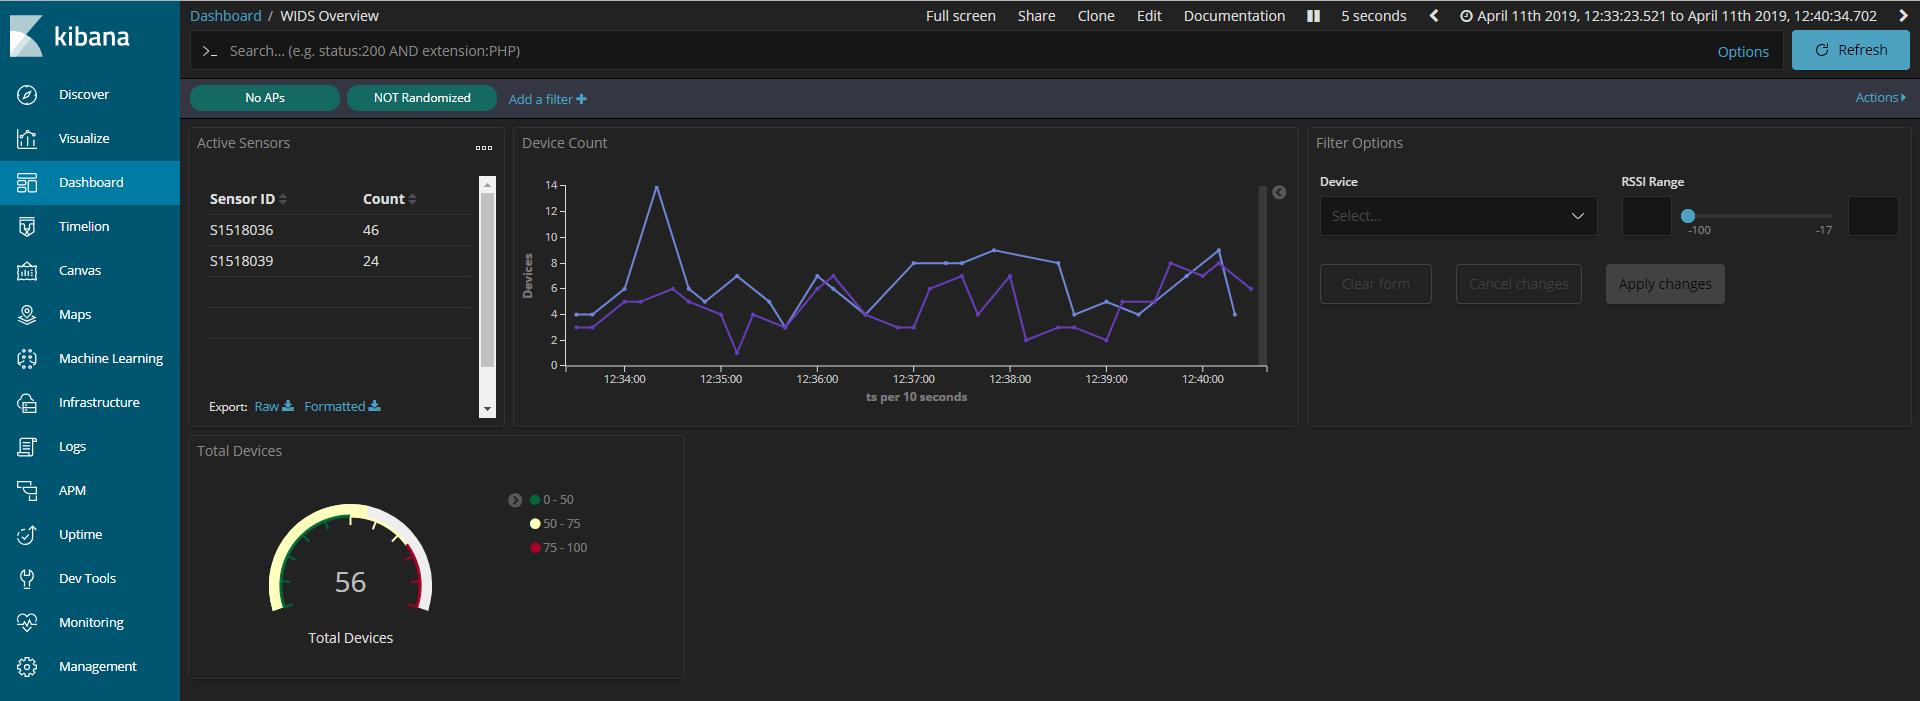 kibana
Discover
Visualize
Dashboard
Timelion
Canvas
Maps
Machine Learning
Infrastructure
Logs
APM
Uptime
Dev Tools
Monitoring
Management
Dashboard / WIDS Overview
Full screen Share Clone Edit Documentation 5 seconds April 11th 2019, 12:33:23.521 to April 11th 2019, 12:40:34.702
>_ Search... (e.g. status:200 AND extension:PHP) Options Refresh
No APs NOT Randomized Add a filter + Actions
Active Sensors
Sensor ID Count
S1518036 46
S1518039 24
Export: Raw Formatted
Device Count
14
12
10
8
6
4
2
0
Devices
12:34:00 12:35:00 12:36:00 12:37:00 12:38:00 12:39:00 12:40:00
ts per 10 seconds
Filter Options
Device RSSI Range
Select...
-100 -17
Clear form Cancel changes Apply changes
Total Devices
0 - 50
50 - 75
75 - 100
56
Total Devices